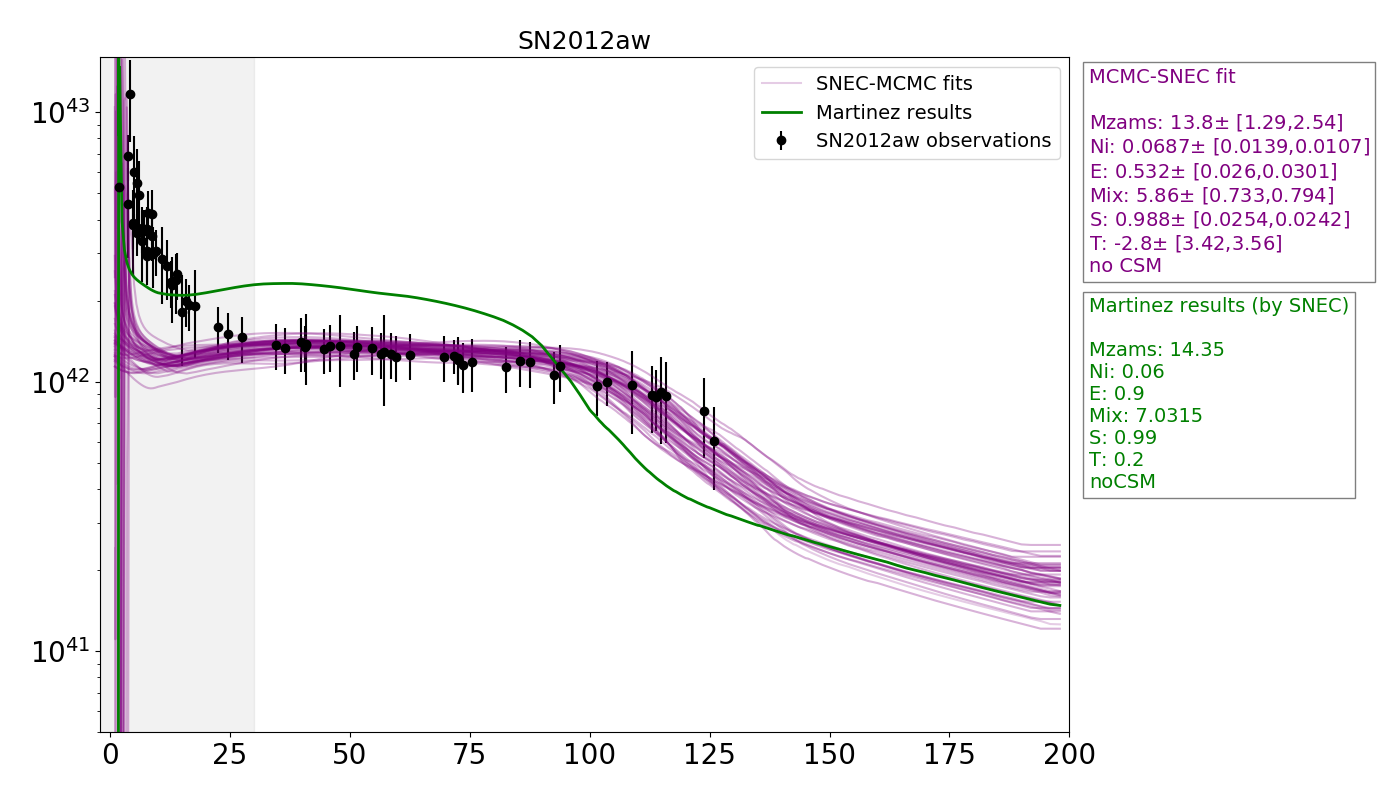 SN2012aw
SNEC-MCMC fits
Martinez results
SN2012aw observations
10^43
10^42
10^41
0 25 50 75 100 125 150 175 200
MCMC-SNEC fit
Mzams: 13.8± [1.29,2.54]
Ni: 0.0687± [0.0139,0.0107]
E: 0.532± [0.026,0.0301]
Mix: 5.86± [0.733,0.794]
S: 0.988± [0.0254,0.0242]
T: -2.8± [3.42,3.56]
no CSM
Martinez results (by SNEC)
Mzams: 14.35
Ni: 0.06
E: 0.9
Mix: 7.0315
S: 0.99
T: 0.2
noCSM